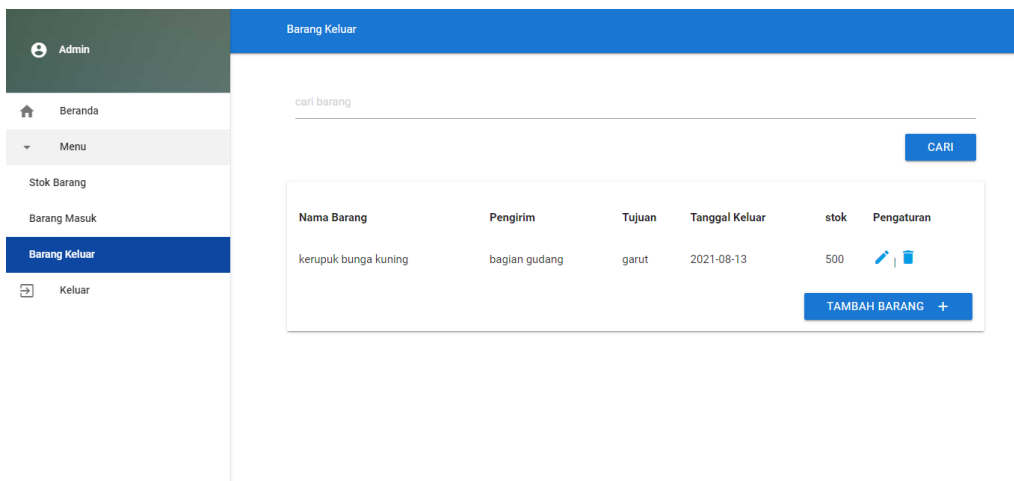 Admin
Beranda
Menu
Stok Barang
Barang Masuk
Barang Keluar
Keluar
Barang Keluar
cari barang
CARI
Nama Barang Pengirim Tujuan Tanggal Keluar stok Pengaturan
kerupuk bunga kuning bagian gudang garut 2021-08-13 500 |
TAMBAH BARANG +